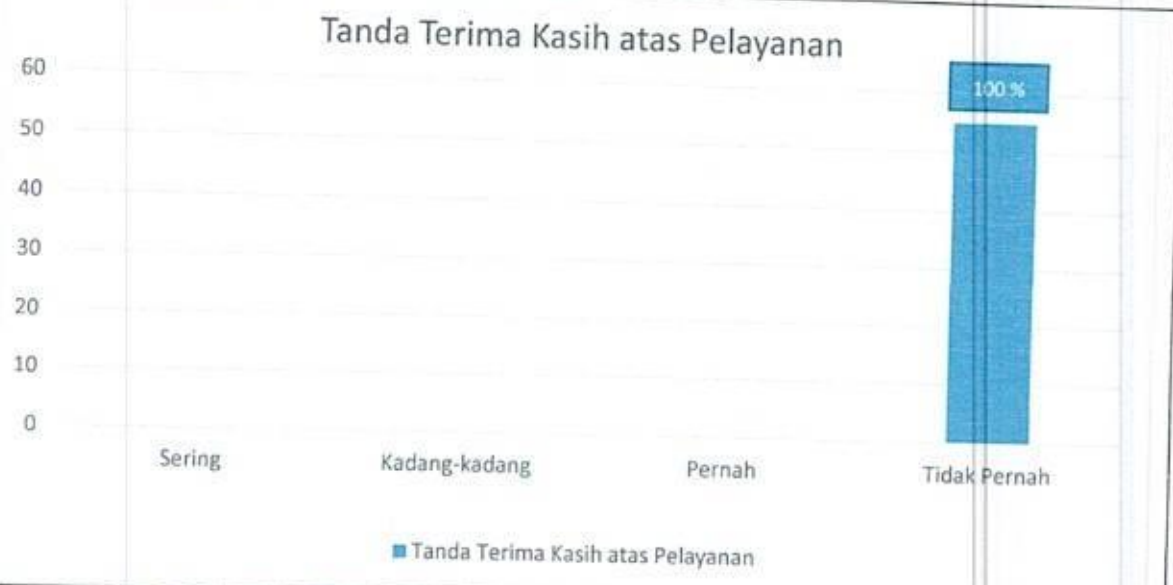 Tanda Terima Kasih atas Pelayanan
60
50
40
30
20
10
0
100 %
Sering
Kadang-kadang
Pernah
Tidak Pernah
Tanda Terima Kasih atas Pelayanan